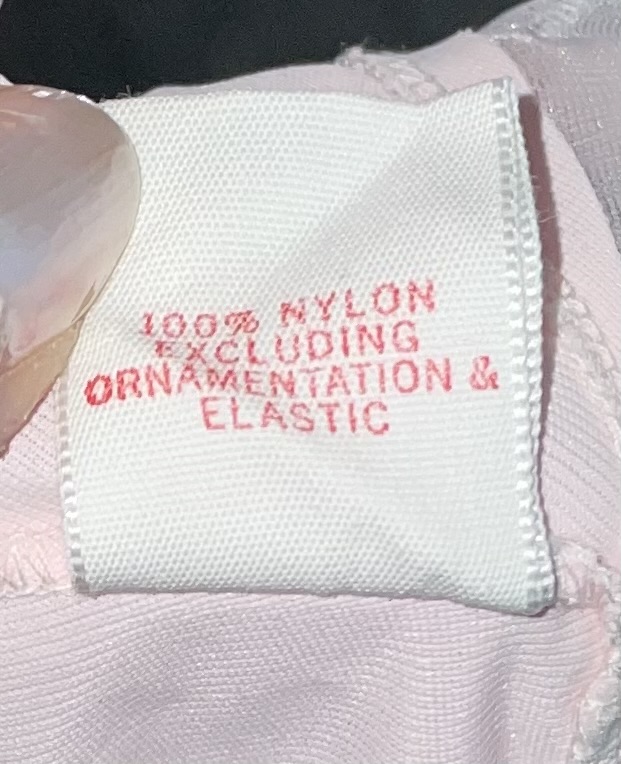 100% NYLON
EXCLUDING
ORNAMENTATION &
ELASTIC